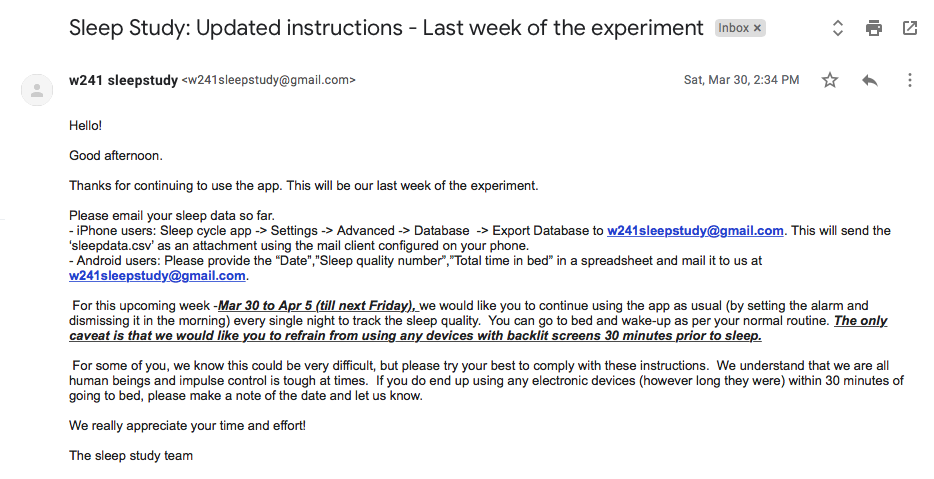 Sleep Study: Updated instructions - Last week of the experiment Inbox x
w241 sleepstudy <w241sleepstudy@gmail.com> Sat, Mar 30, 2:34 PM
Hello!
Good afternoon.
Thanks for continuing to use the app. This will be our last week of the experiment.
Please email your sleep data so far.
- iPhone users: Sleep cycle app -> Settings -> Advanced -> Database -> Export Database to w241sleepstudy@gmail.com. This will send the
'sleepdata.csv' as an attachment using the mail client configured on your phone.
- Android users: Please provide the "Date","Sleep quality number","Total time in bed" in a spreadsheet and mail it to us at
w241sleepstudy@gmail.com.
For this upcoming week -Mar 30 to Apr 5 (till next Friday), we would like you to continue using the app as usual (by setting the alarm and
dismissing it in the morning) every single night to track the sleep quality. You can go to bed and wake-up as per your normal routine. The only
caveat is that we would like you to refrain from using any devices with backlit screens 30 minutes prior to sleep.
For some of you, we know this could be very difficult, but please try your best to comply with these instructions. We understand that we are all
human beings and impulse control is tough at times. If you do end up using any electronic devices (however long they were) within 30 minutes of
going to bed, please make a note of the date and let us know.
We really appreciate your time and effort!
The sleep study team